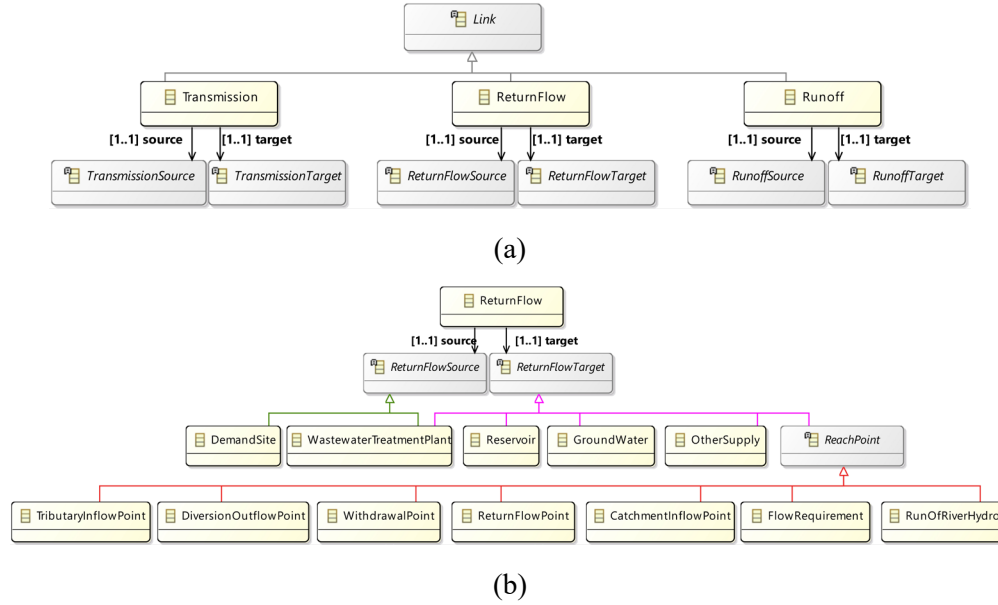 Link
Transmission ReturnFlow Runoff
[1..1] source [1..1] target [1..1] source [1..1] target [1..1] source [1..1] target
TransmissionSource TransmissionTarget ReturnFlowSource ReturnFlowTarget RunoffSource RunoffTarget
(a)
ReturnFlow
[1..1] source [1..1] target
ReturnFlowSource ReturnFlowTarget
DemandSite WastewaterTreatmentPlant Reservoir GroundWater OtherSupply ReachPoint
TributaryInflowPoint DiversionOutflowPoint WithdrawalPoint ReturnFlowPoint CatchmentInflowPoint FlowRequirement RunOfRiverHydro
(b)